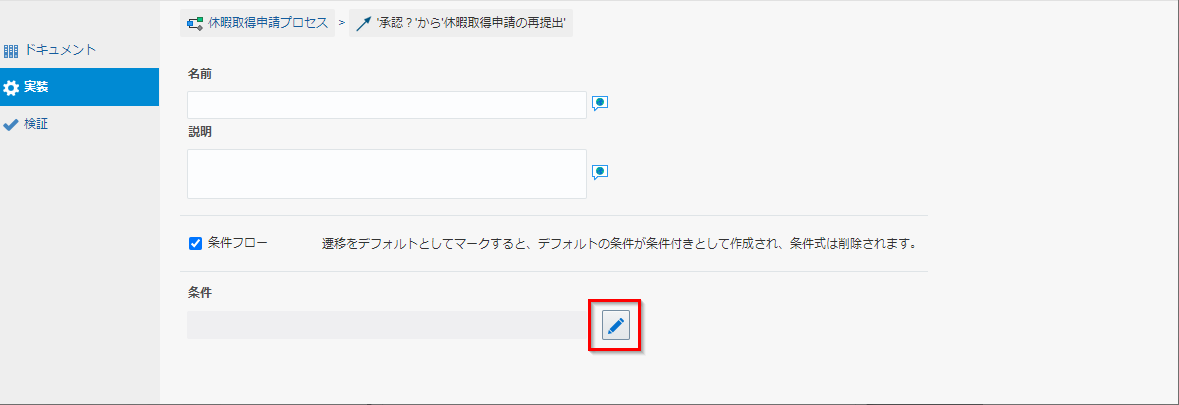 休暇取得申請プロセス > '承認？'から'休暇取得申請の再提出'
ドキュメント
実装
検証
名前
説明
条件フロー 遷移をデフォルトとしてマークすると、デフォルトの条件が条件付きとして作成され、条件式は削除されます。
条件